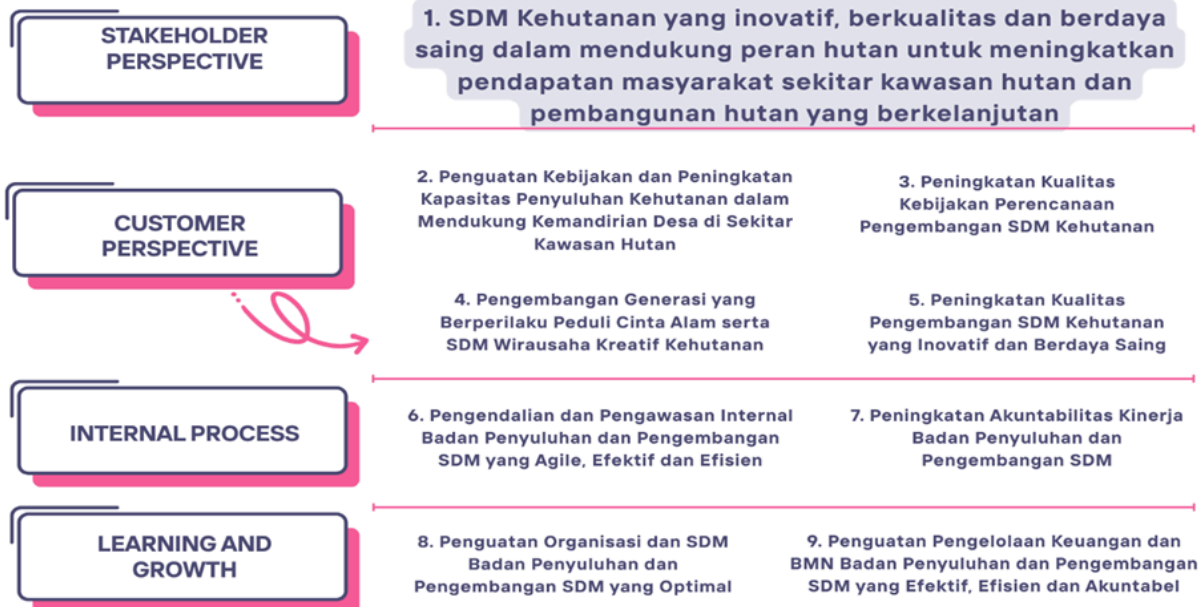 STAKEHOLDER
PERSPECTIVE
1. SDM Kehutanan yang inovatif, berkualitas dan berdaya
saing dalam mendukung peran hutan untuk meningkatkan
pendapatan masyarakat sekitar kawasan hutan dan
pembangunan hutan yang berkelanjutan
CUSTOMER
PERSPECTIVE
2. Penguatan Kebijakan dan Peningkatan
Kapasitas Penyuluhan Kehutanan dalam
Mendukung Kemandirian Desa di Sekitar
Kawasan Hutan
3. Peningkatan Kualitas
Kebijakan Perencanaan
Pengembangan SDM Kehutanan
4. Pengembangan Generasi yang
Berperilaku Peduli Cinta Alam serta
SDM Wirausaha Kreatif Kehutanan
5. Peningkatan Kualitas
Pengembangan SDM Kehutanan
yang Inovatif dan Berdaya Saing
INTERNAL PROCESS
6. Pengendalian dan Pengawasan Internal
Badan Penyuluhan dan Pengembangan
SDM yang Agile, Efektif dan Efisien
7. Peningkatan Akuntabilitas Kinerja
Badan Penyuluhan dan
Pengembangan SDM
LEARNING AND
GROWTH
8. Penguatan Organisasi dan SDM
Badan Penyuluhan dan
Pengembangan SDM yang Optimal
9. Penguatan Pengelolaan Keuangan dan
BMN Badan Penyuluhan dan Pengembangan
SDM yang Efektif, Efisien dan Akuntabel